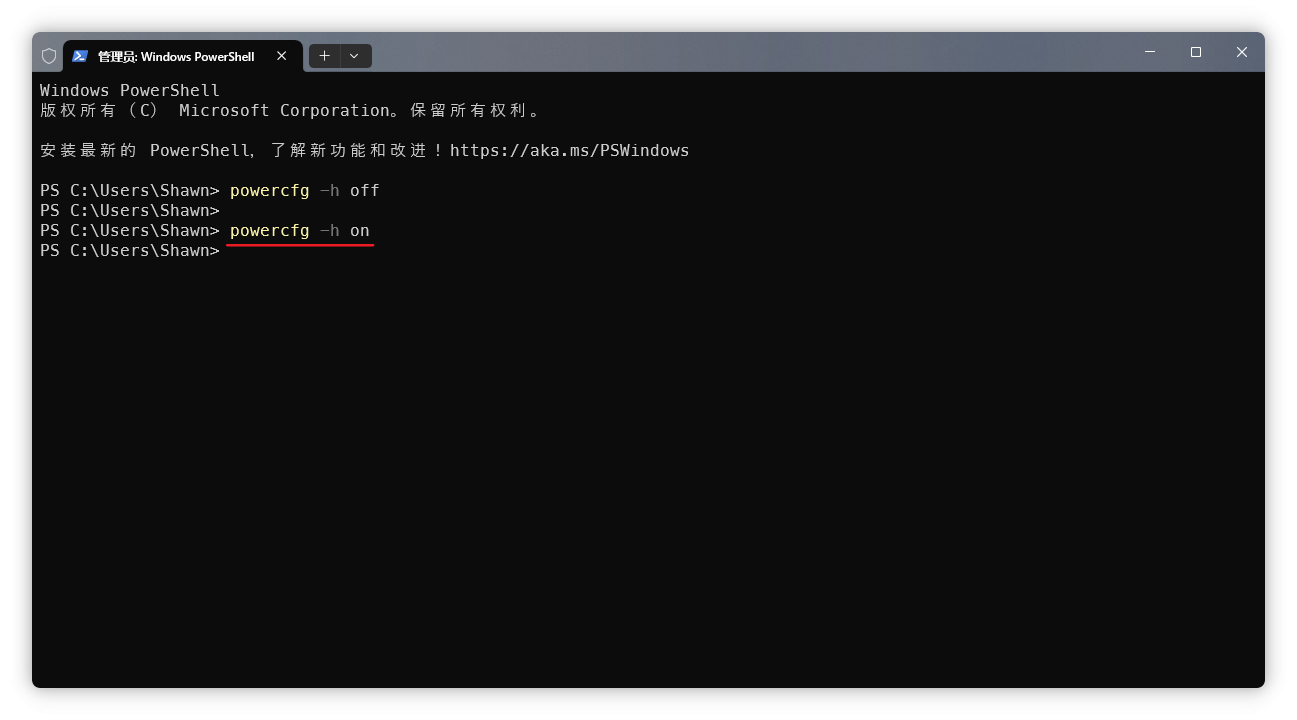 管理员: Windows PowerShell
Windows PowerShell
版权所有（C） Microsoft Corporation。保留所有权利。
安装最新的 PowerShell，了解新功能和改进！https://aka.ms/PSWindows
PS C:\Users\Shawn> powercfg -h off
PS C:\Users\Shawn>
PS C:\Users\Shawn> powercfg -h on
PS C:\Users\Shawn>